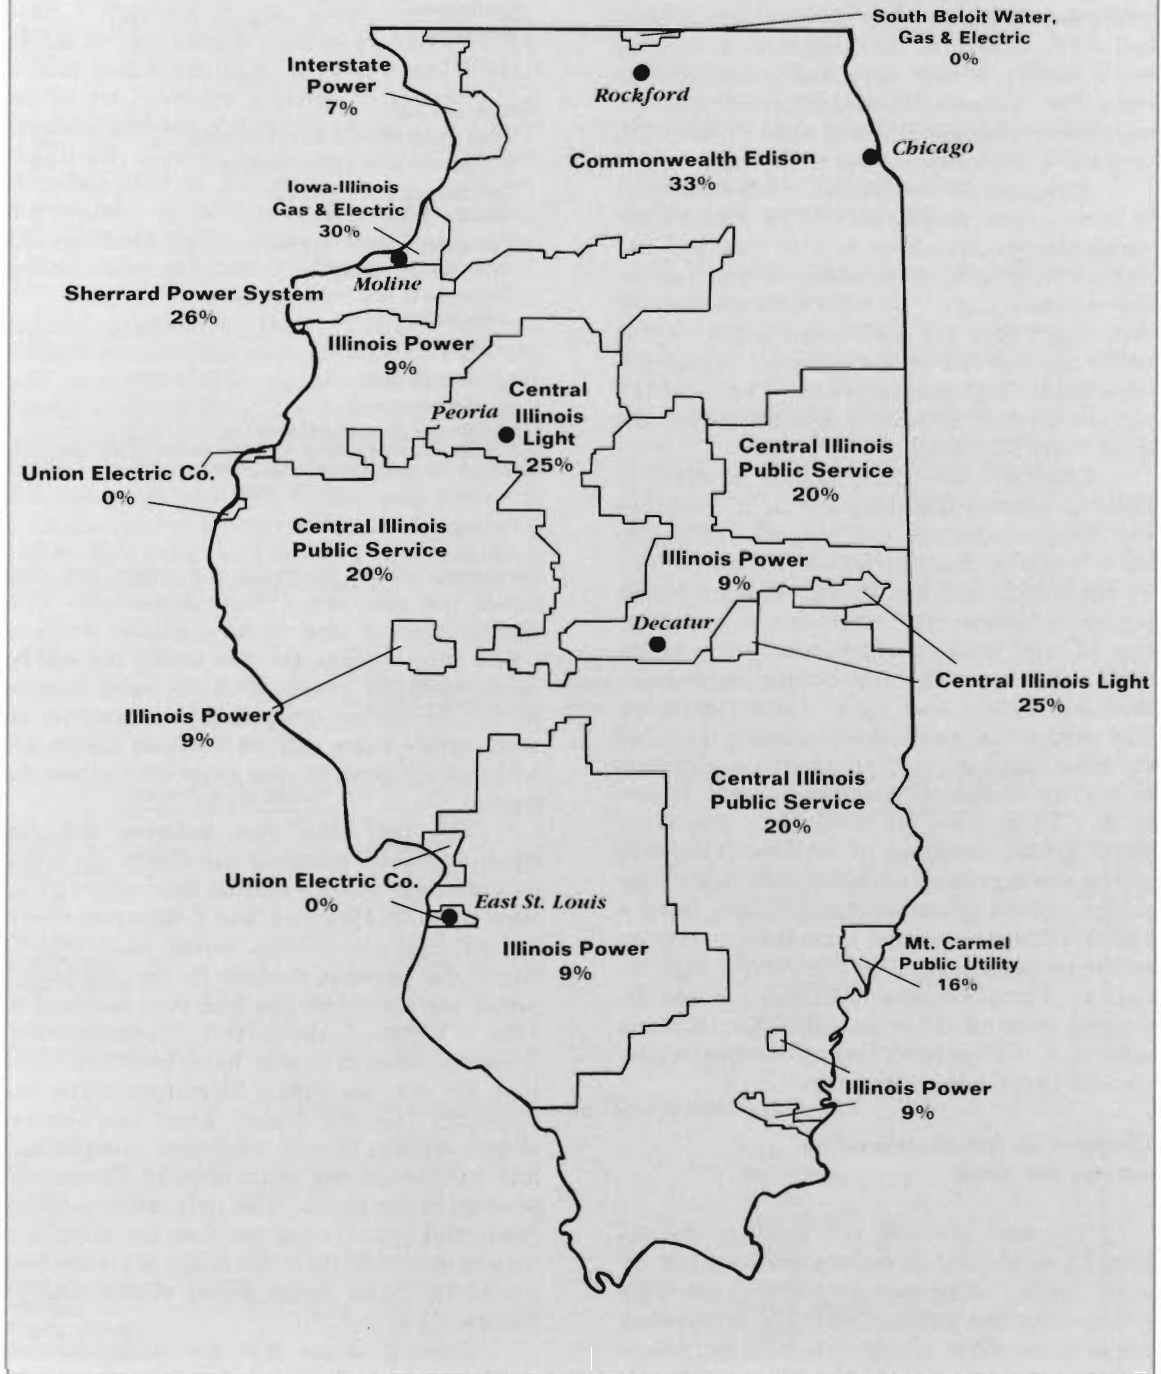 South Beloit Water,
Gas & Electric
0%
Interstate
Power
7%
Rockford
Commonwealth Edison
33%
Chicago
Iowa-Illinois
Gas & Electric
30%
Moline
Sherrard Power System
26%
Illinois Power
9%
Central
Illinois
Light
25%
Peoria
Central Illinois
Public Service
20%
Union Electric Co.
0%
Central Illinois
Public Service
20%
Illinois Power
9%
Decatur
Central Illinois Light
25%
Illinois Power
9%
Central Illinois
Public Service
20%
Union Electric Co.
0%
East St. Louis
Illinois Power
9%
Mt. Carmel
Public Utility
16%
Illinois Power
9%